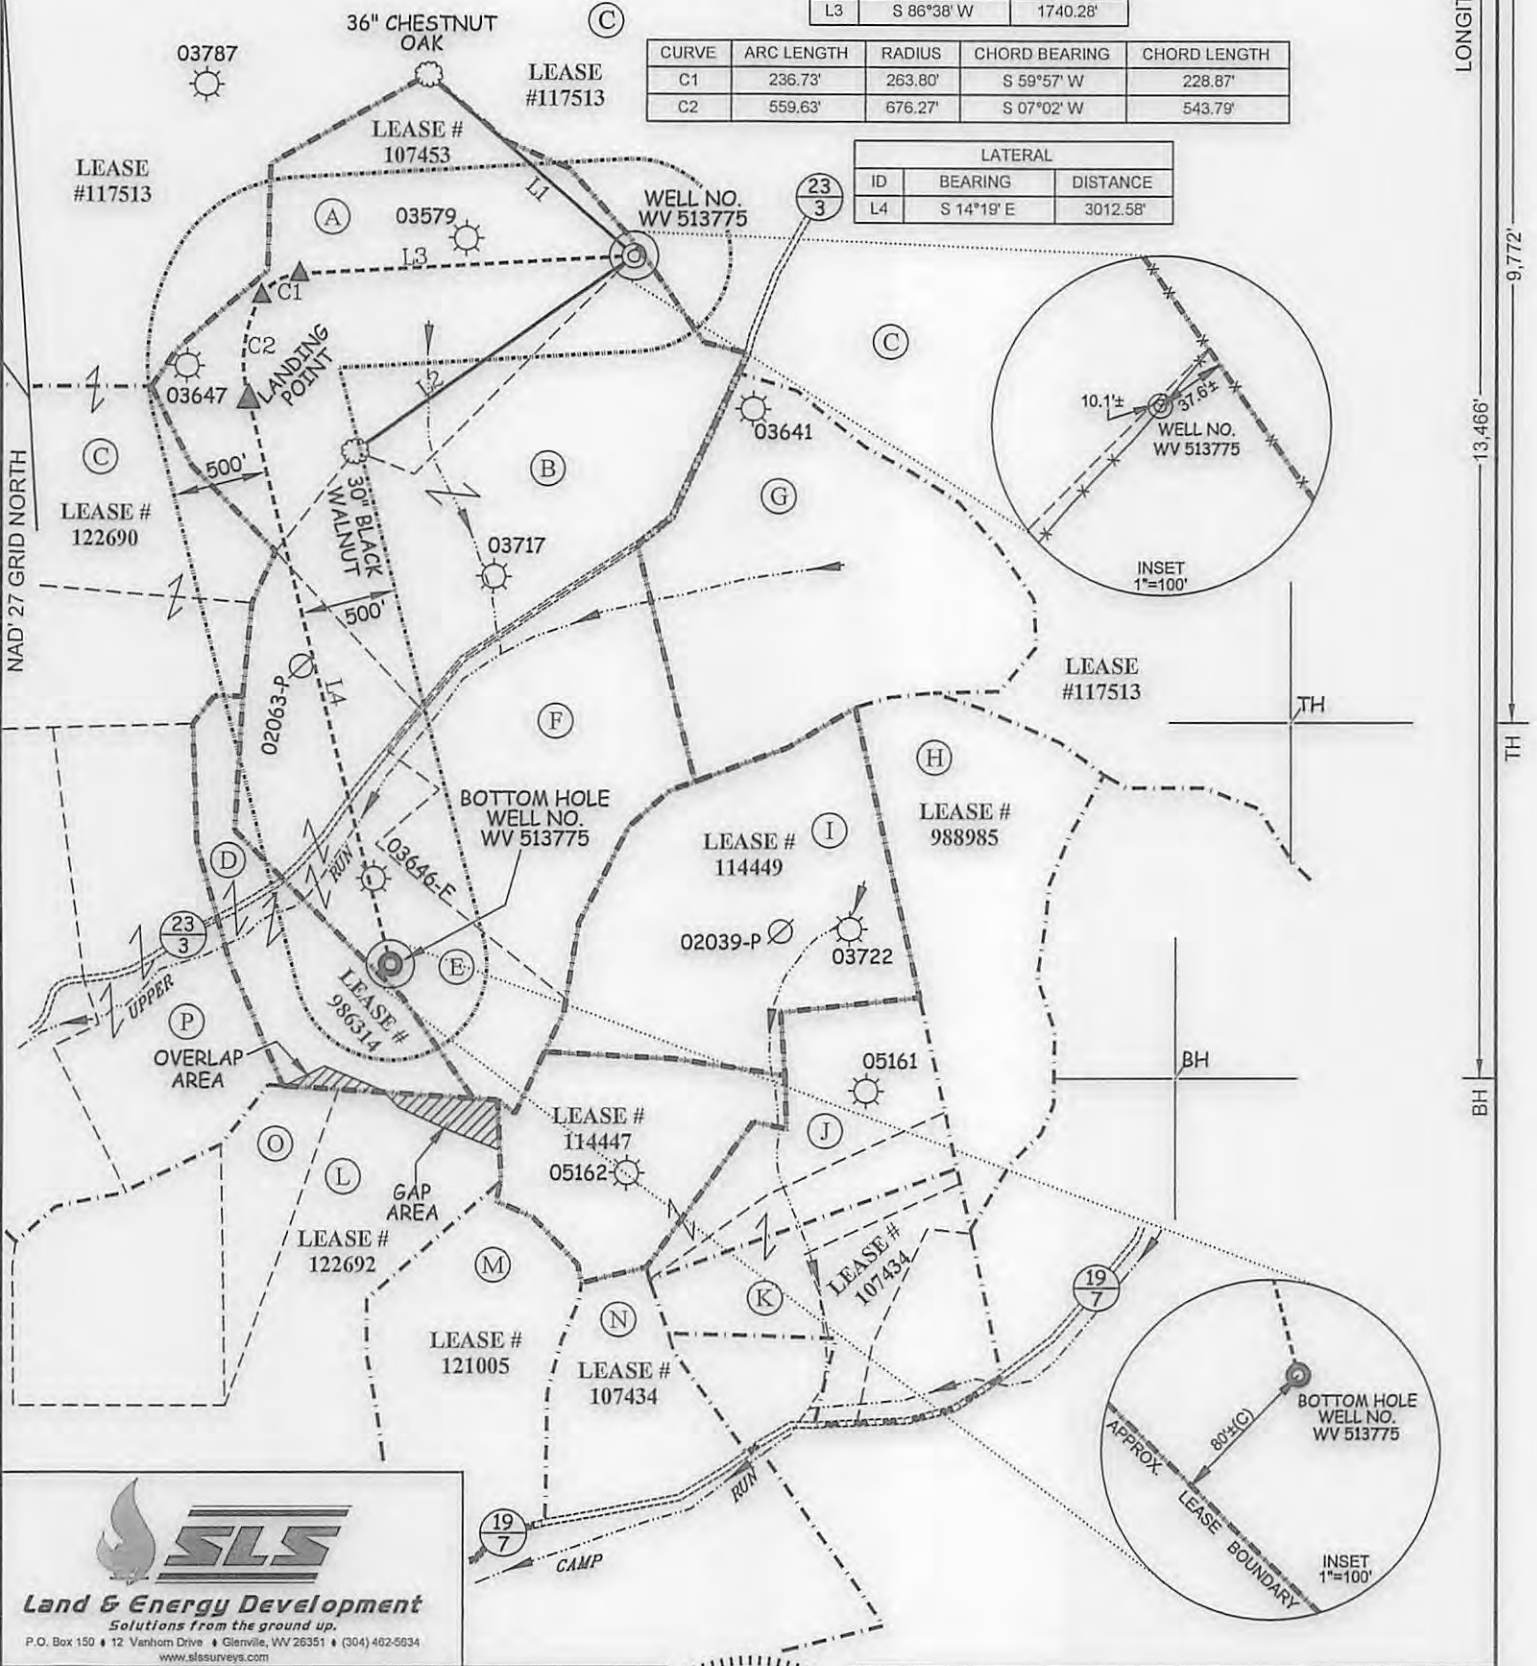 L3 S 86°38' W 1740.28'
CURVE ARC LENGTH RADIUS CHORD BEARING CHORD LENGTH
C1 236.73' 263.80' S 59°57' W 228.87'
C2 559.63' 676.27' S 07°02' W 543.79'
LATERAL
ID BEARING DISTANCE
L4 S 14°19' E 3012.58'
36" CHESTNUT
OAK
C
03787
LEASE
#117513
LEASE #
107453
LEASE
#117513
L1
WELL NO.
WV 513775
23
3
A
03579
L3
C1
C2
LANDING
POINT
03647
L2
C
03641
10.1'±
37.6'±
WELL NO.
WV 513775
INSET
1"=100'
C
LEASE #
122690
500'
30" BLACK
WALNUT
B
G
03717
500'
NAD' 27 GRID NORTH
LONGIT
9,772'
13,466'
TH
TH
BH
BH
LEASE
#117513
02063-P
L4
F
BOTTOM HOLE
WELL NO.
WV 513775
H
LEASE #
988985
LEASE #
114449
I
D
RUN
03646-E
23
3
UPPER
02039-P
03722
E
LEASE #
986314
P
OVERLAP
AREA
05161
LEASE #
114447
05162
J
O
L
GAP
AREA
LEASE #
122692
M
LEASE #
121005
N
LEASE #
107434
K
LEASE #
107434
19
7
BOTTOM HOLE
WELL NO.
WV 513775
80'±(C)
APPROX.
LEASE
BOUNDARY
INSET
1"=100'
19
7
RUN
CAMP
SLS
Land & Energy Development
Solutions from the ground up.
P.O. Box 150 ♦ 12 Vanhorn Drive ♦ Glenville, WV 26351 ♦ (304) 462-5634
www.slssurveys.com